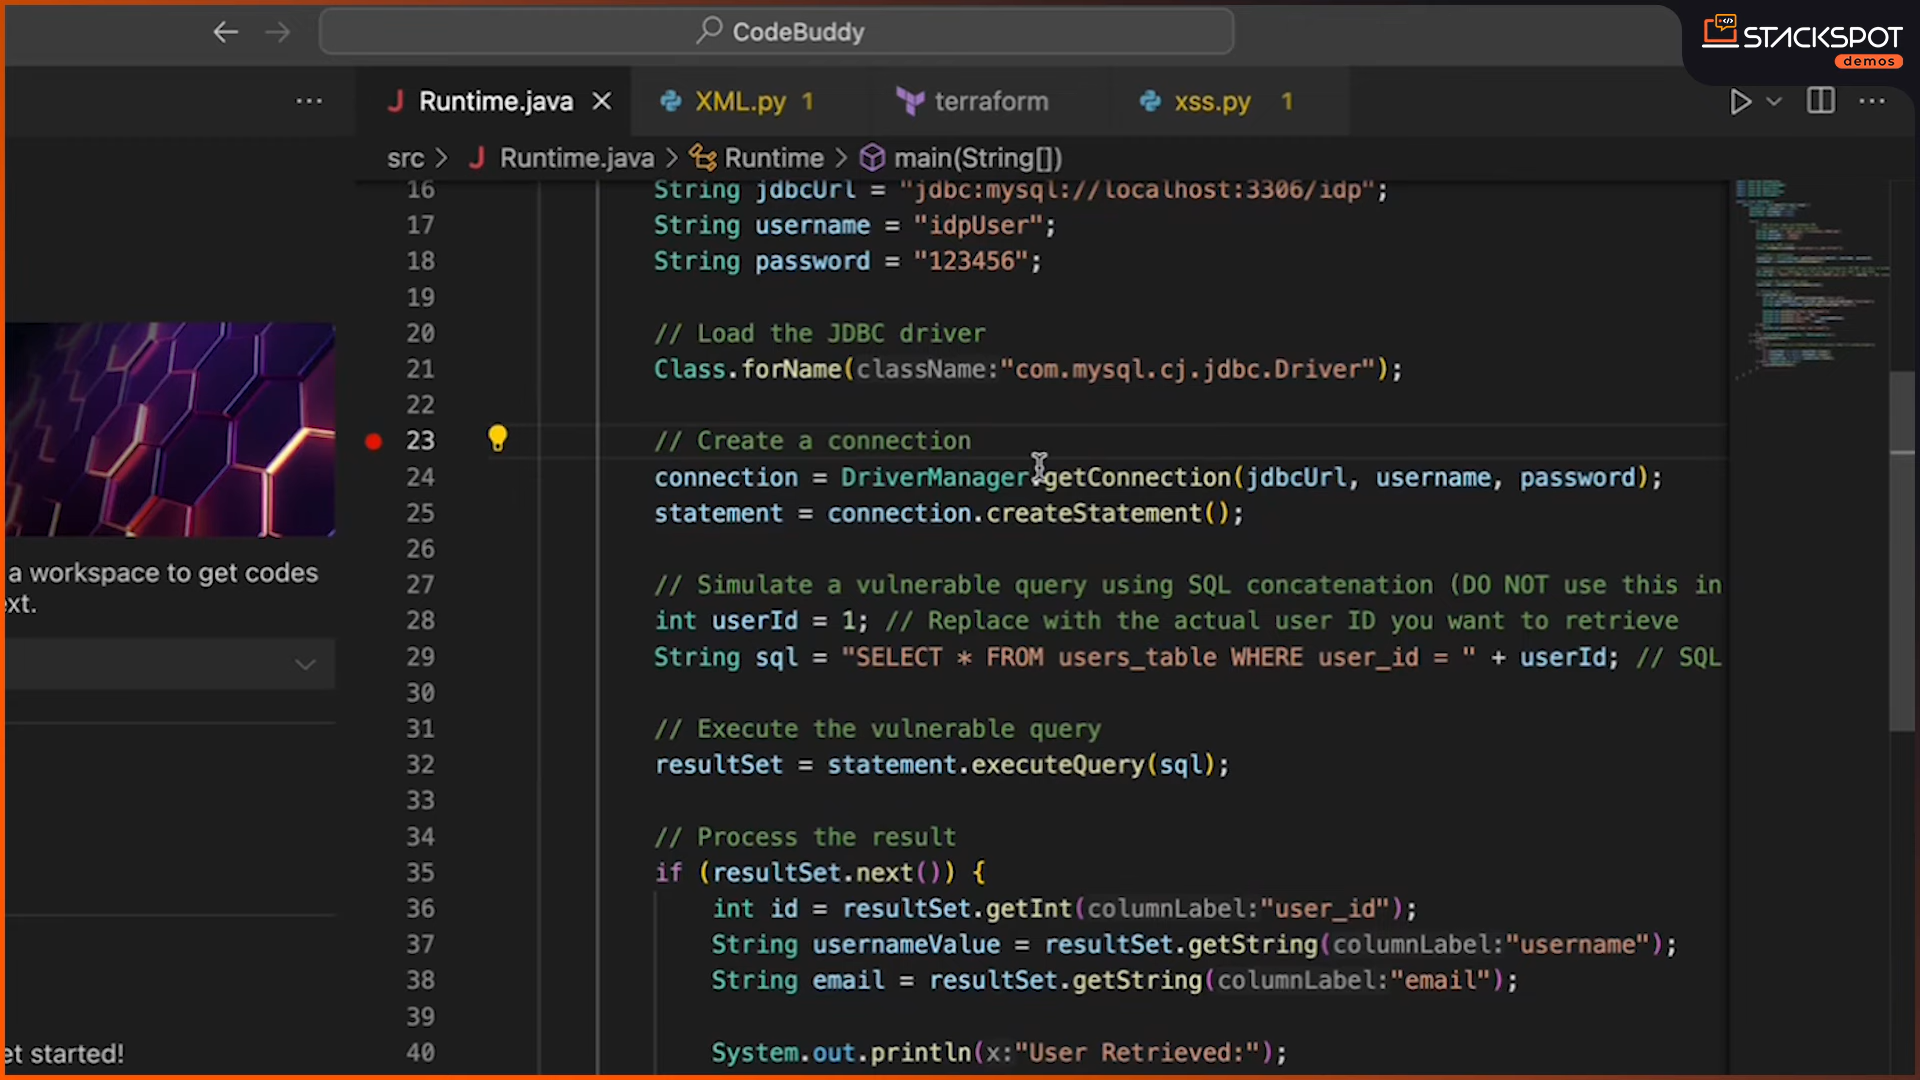 CodeBuddy
STACKSPOT
demos
Runtime.java
XML.py 1
terraform
xss.py 1
src > Runtime.java > Runtime > main(String[])
16 String jdbcUrl = "jdbc:mysql://localhost:3306/idp";
17 String username = "idpUser";
18 String password = "123456";
19
20 // Load the JDBC driver
21 Class.forName(className:"com.mysql.cj.jdbc.Driver");
22
23 // Create a connection
24 connection = DriverManager.getConnection(jdbcUrl, username, password);
25 statement = connection.createStatement();
26
27 // Simulate a vulnerable query using SQL concatenation (DO NOT use this in
28 int userId = 1; // Replace with the actual user ID you want to retrieve
29 String sql = "SELECT * FROM users_table WHERE user_id = " + userId; // SQL
30
31 // Execute the vulnerable query
32 resultSet = statement.executeQuery(sql);
33
34 // Process the result
35 if (resultSet.next()) {
36 int id = resultSet.getInt(columnLabel:"user_id");
37 String usernameValue = resultSet.getString(columnLabel:"username");
38 String email = resultSet.getString(columnLabel:"email");
39
40 System.out.println(x:"User Retrieved:");
a workspace to get codes
xt.
et started!